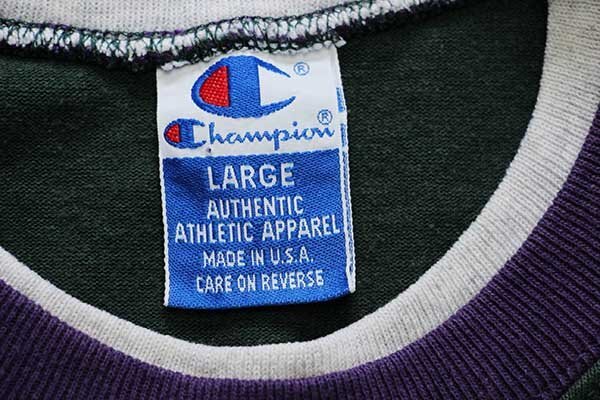 ®
Champion®
LARGE
AUTHENTIC
ATHLETIC APPAREL
MADE IN U.S.A.
CARE ON REVERSE